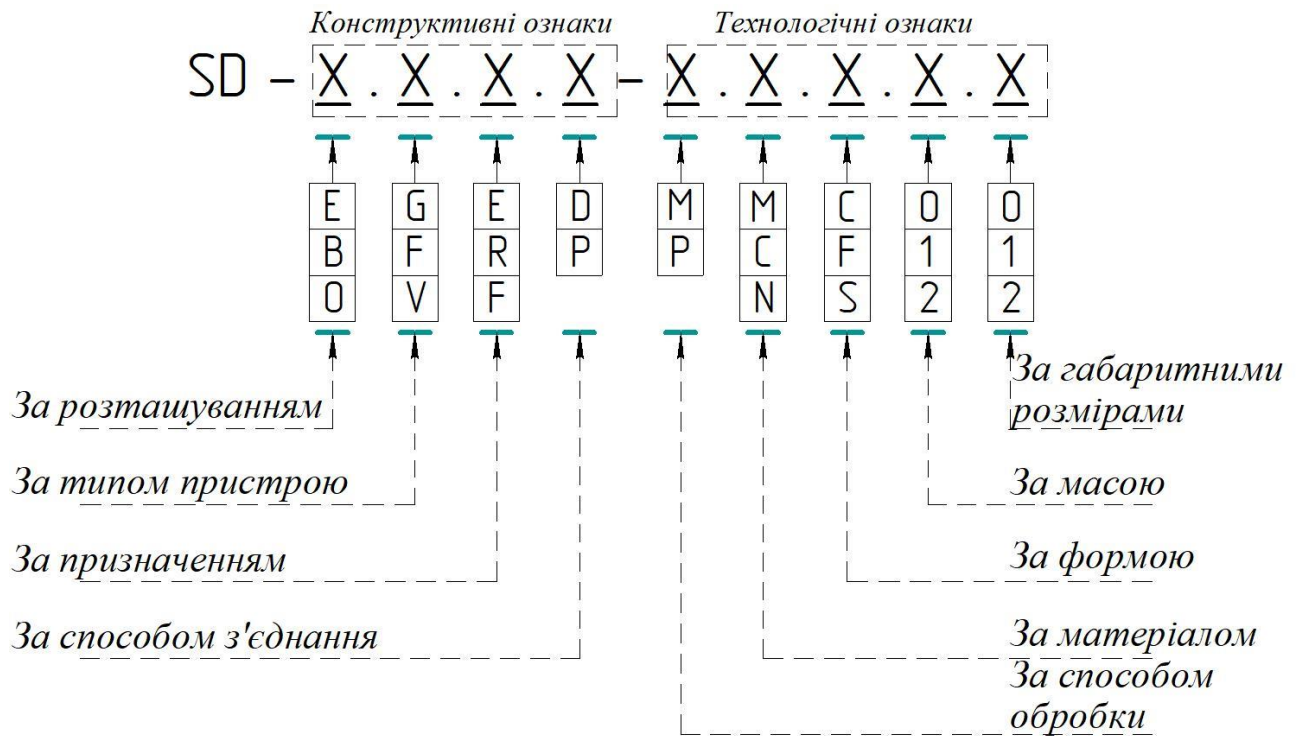 Конструктивні ознаки Технологічні ознаки
SD - X . X . X . X - X . X . X . X . X
E G E D M M C 0 0
B F R P P C F 1 1
O V F N S 2 2
За габаритними
розмірами
За розташуванням
За типом пристрою
За масою
За призначенням
За формою
За способом з'єднання
За матеріалом
За способом
обробки